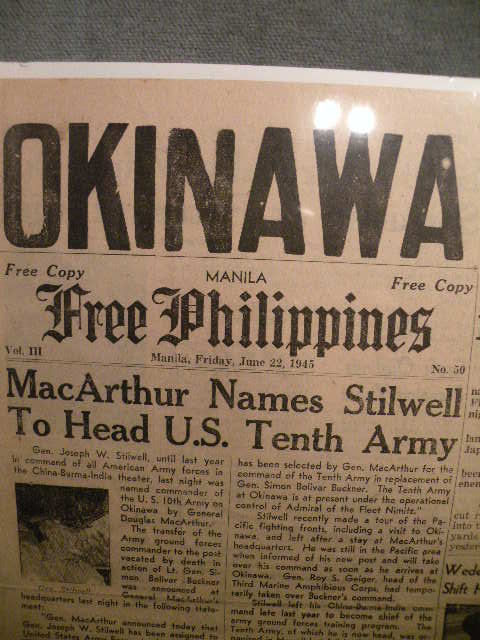 OKINAWA
Free Copy
MANILA
Free Copy
Free Philippines
Vol. III
Manila, Friday, June 22, 1945
No. 50
MacArthur Names Stilwell
To Head U.S. Tenth Army
Gen. Joseph W. Stilwell, until last year
in command of all American Army forces in
the China-Burma-India theater, last night was
named commander of
the U. S. 10th Army on
Okinawa by General
Douglas MacArthur.
The transfer of the
Army ground forces
commander to the post
vacated by death in
action of Lt. Gen. Si-
mon Bolivar Buckner
was announced at
General MacArthur's
Gen. Stilwell
headquarters last night in the following state-
ment:
"Gen. MacArthur announced today that
Gen. Joseph W. Stilwell has been assigned to
United States Army
has been selected by Gen. MacArthur for the
command of the Tenth Army in replacement of
Gen. Simon Bolivar Buckner. The Tenth Army
at Okinawa is at present under the operational
control of Admiral of the Fleet Nimitz."
Stilwell recently made a tour of the Pa-
cific fighting fronts, including a visit to Oki-
nawa, and left after a stay at MacArthur's
headquarters. He was still in the Pacific area
when informed of his new post and will take
over his command as soon as he arrives at
Okinawa. Gen. Roy S. Geiger, head of the
Third Marine Amphibious Corps, had tempo-
rarily taken over Buckner's command.
Stilwell left his China-Burma-India com-
mand late last year to become chief of the
army ground forces training program. The
Tenth Army, of which he is now head,